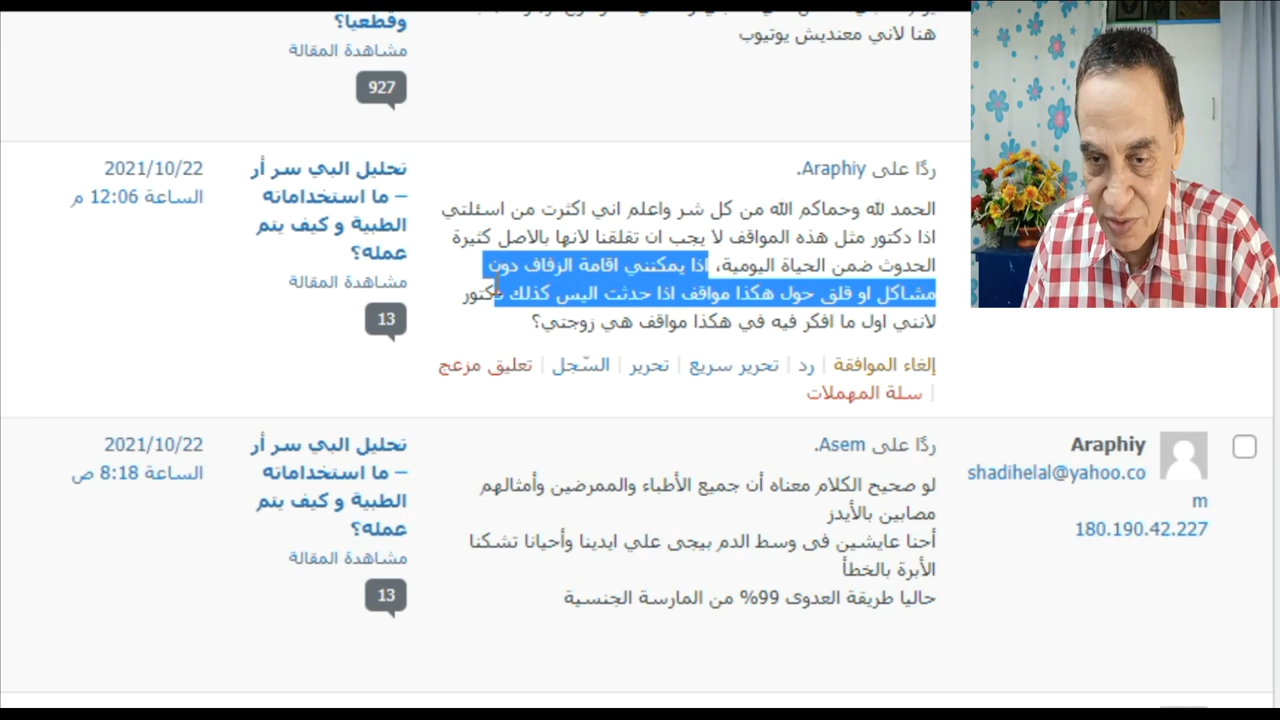 وقطعيا؟
مشاهدة المقالة
927
هنا لاني معنديش يوتيوب
ردًا على Araphiy.
الحمد لله وحماكم الله من كل شر واعلم اني اكثرت من اسئلتي
اذا دكتور مثل هذه المواقف لا يجب ان تقلقنا لانها بالاصل كثيرة
الحدوث ضمن الحياة اليومية، اذا يمكنني اقامة الزفاف دون
مشاكل او قلق حول هكذا مواقف اذا حدثت اليس كذلك دكتور
لانني اول ما افكر فيه في هكذا مواقف هي زوجتي؟
إلغاء الموافقة | رد | تحرير سريع | تحرير | السّجل | تعليق مزعج
| سلة المهملات
تحليل البي سر أر
– ما استخداماته
الطبية و كيف يتم
عمله؟
مشاهدة المقالة
13
2021/10/22
الساعة 12:06 م
Araphiy
shadihelal@yahoo.co
m
180.190.42.227
ردًا على Asem.
لو صحيح الكلام معناه أن جميع الأطباء والممرضين وأمثالهم
مصابين بالأيدز
أحنا عايشين فى وسط الدم بيجى علي ايدينا وأحيانا تشكنا
الأبرة بالخطأ
حاليا طريقة العدوى 99% من المارسة الجنسية
تحليل البي سر أر
– ما استخداماته
الطبية و كيف يتم
عمله؟
مشاهدة المقالة
13
2021/10/22
الساعة 8:18 ص